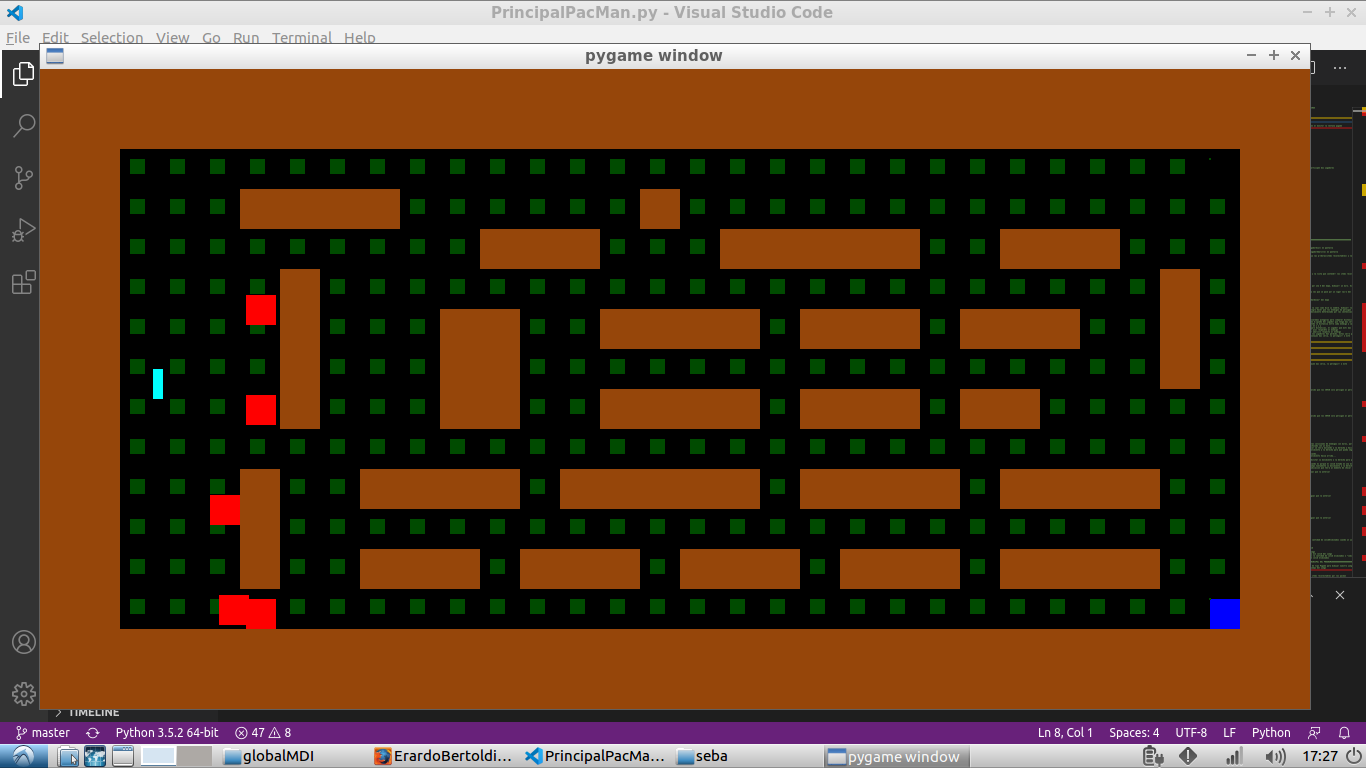 PrincipalPacMan.py - Visual Studio Code
File Edit Selection View Go Run Terminal Help
pygame window
TIMELINE
master Python 3.5.2 64-bit 47 8 Ln 8, Col 1 Spaces: 4 UTF-8 LF Python
globalMDI ErardoBertoldi... PrincipalPacMa... seba pygame window 17:27